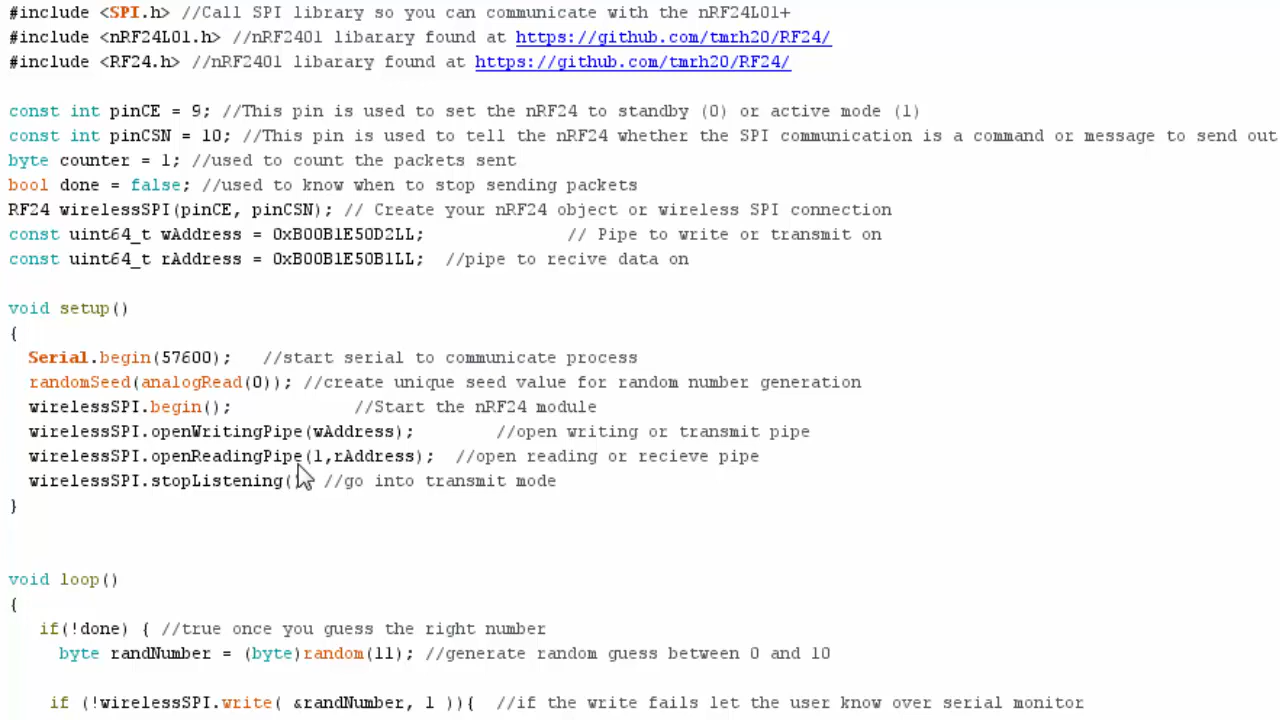 #include <SPI.h> //Call SPI library so you can communicate with the nRF24L01+
#include <nRF24L01.h> //nRF2401 libarary found at https://github.com/tmrh20/RF24/
#include <RF24.h> //nRF2401 libarary found at https://github.com/tmrh20/RF24/
const int pinCE = 9; //This pin is used to set the nRF24 to standby (0) or active mode (1)
const int pinCSN = 10; //This pin is used to tell the nRF24 whether the SPI communication is a command or message to send out
byte counter = 1; //used to count the packets sent
bool done = false; //used to know when to stop sending packets
RF24 wirelessSPI(pinCE, pinCSN); // Create your nRF24 object or wireless SPI connection
const uint64_t wAddress = 0xB00B1E50D2LL; // Pipe to write or transmit on
const uint64_t rAddress = 0xB00B1E50B1LL; //pipe to recive data on
void setup()
{
Serial.begin(57600); //start serial to communicate process
randomSeed(analogRead(0)); //create unique seed value for random number generation
wirelessSPI.begin(); //Start the nRF24 module
wirelessSPI.openWritingPipe(wAddress); //open writing or transmit pipe
wirelessSPI.openReadingPipe(1,rAddress); //open reading or recieve pipe
wirelessSPI.stopListening( //go into transmit mode
}
void loop()
{
if(!done) { //true once you guess the right number
byte randNumber = (byte)random(11); //generate random guess between 0 and 10
if (!wirelessSPI.write( &randNumber, 1 )){ //if the write fails let the user know over serial monitor